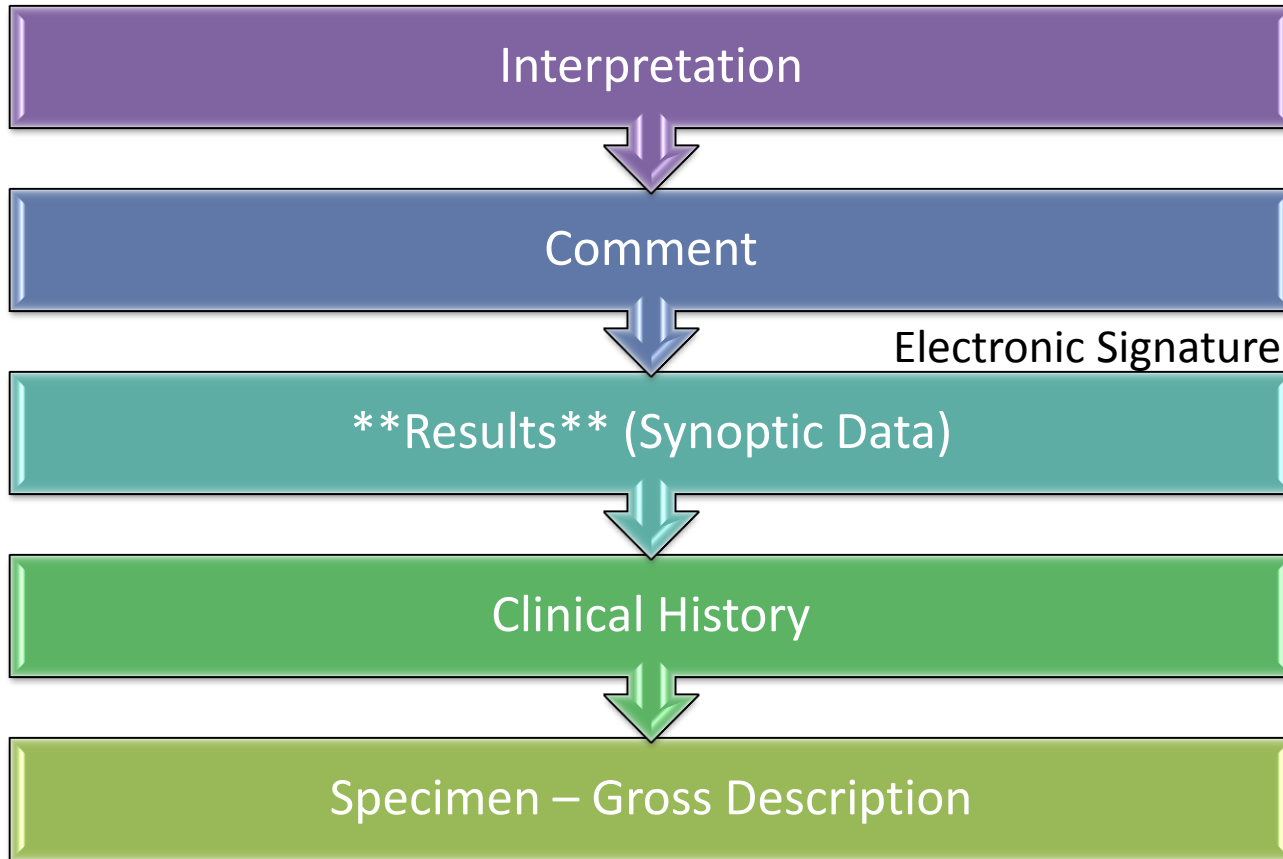 Interpretation
Comment
Electronic Signature
**Results** (Synoptic Data)
Clinical History
Specimen – Gross Description